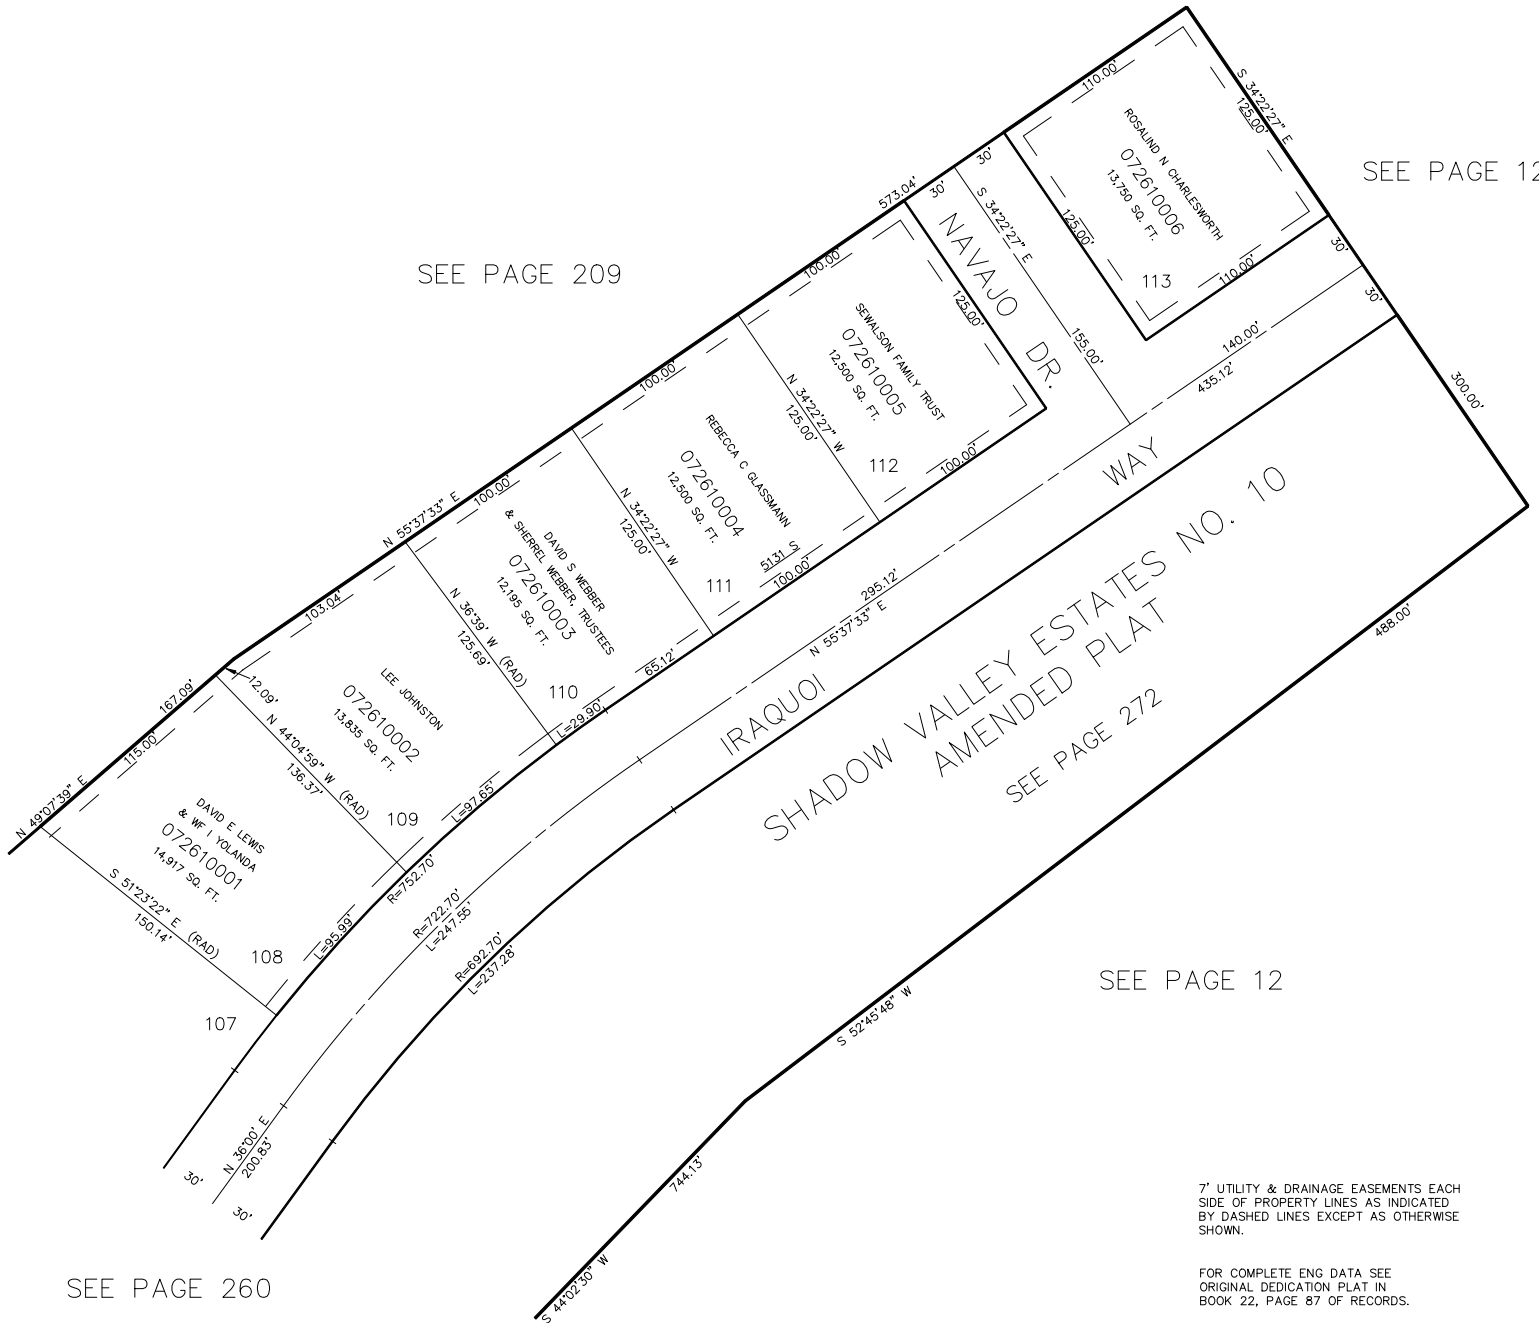 SEE PAGE 12
SEE PAGE 209
S 34°22'27" E
125.00'
110.00'
ROSALIND N CHARLESWORTH
072610006
13,750 SQ. FT.
113
125.00'
110.00'
30'
30'
573.04'
30'
30'
S 34°22'27" E
155.00'
NAVAJO DR.
125.00'
100.00'
SEWALSON FAMILY TRUST
072610005
12,500 SQ. FT.
112
100.00'
N 34°22'27" W
125.00'
100.00'
REBECCA C GLASSMANN
072610004
12,500 SQ. FT.
5131 S
111
100.00'
N 34°22'27" W
125.00'
N 55°37'33" E
100.00'
DAVID S WEBBER
& SHERREL WEBBER, TRUSTEES
072610003
12,195 SQ. FT.
110
65.12'
L=29.90'
N 36°39' W (RAD)
125.69'
103.04'
12.09'
LEE JOHNSTON
072610002
13,835 SQ. FT.
109
L=97.65'
N 44°04'59" W (RAD)
136.37'
167.09'
115.00'
N 49°07'39" E
DAVID E LEWIS
& WF I YOLANDA
072610001
14,917 SQ. FT.
108
L=95.99'
R=752.70'
S 51°23'22" E (RAD)
150.14'
107
140.00'
435.12'
295.12'
N 55°37'33" E
IRAQUOI WAY
R=722.70'
L=247.55'
R=692.70'
L=237.28'
N 36°00' E
200.83'
30'
30'
300.00'
488.00'
SHADOW VALLEY ESTATES NO. 10
AMENDED PLAT
SEE PAGE 272
S 52°45'48" W
SEE PAGE 12
744.13'
S 44°02'30" W
SEE PAGE 260
7' UTILITY & DRAINAGE EASEMENTS EACH
SIDE OF PROPERTY LINES AS INDICATED
BY DASHED LINES EXCEPT AS OTHERWISE
SHOWN.
FOR COMPLETE ENG DATA SEE
ORIGINAL DEDICATION PLAT IN
BOOK 22, PAGE 87 OF RECORDS.